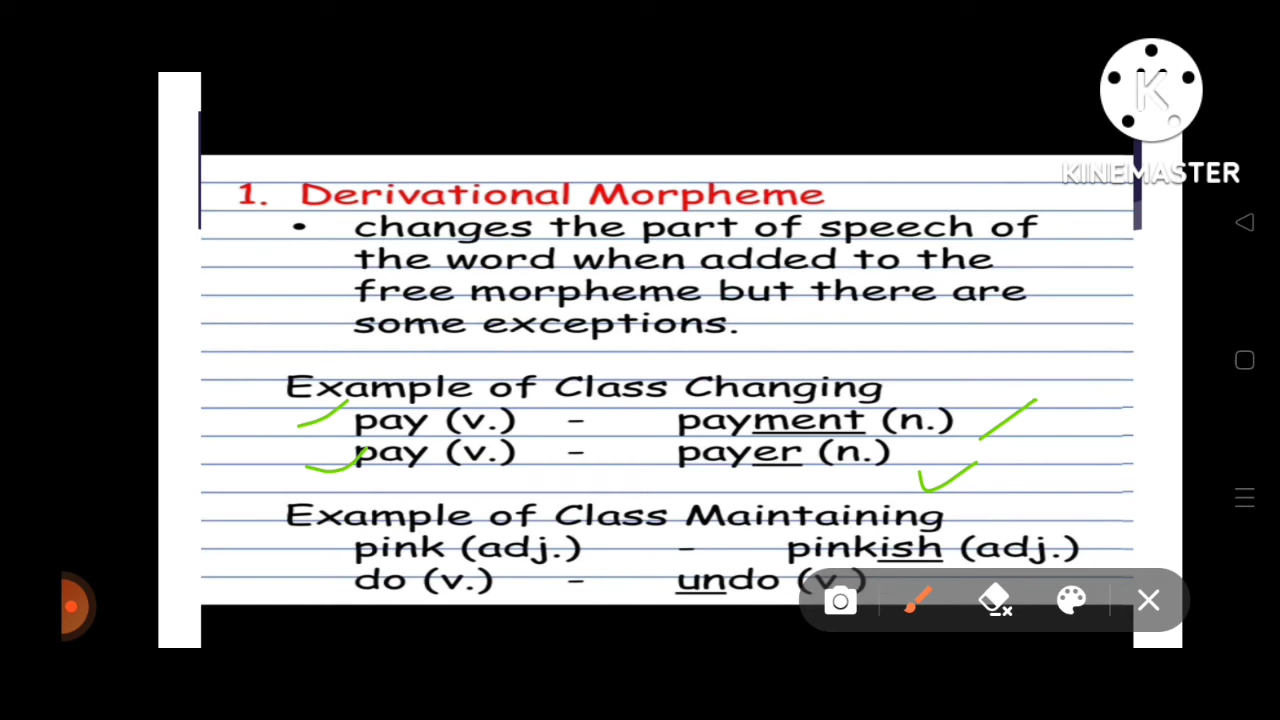 K
KINEMASTER
1. Derivational Morpheme
• changes the part of speech of
the word when added to the
free morpheme but there are
some exceptions.
Example of Class Changing
pay (v.) - payment (n.)
pay (v.) - payer (n.)
Example of Class Maintaining
pink (adj.) - pinkish (adj.)
do (v.) - undo (v.)